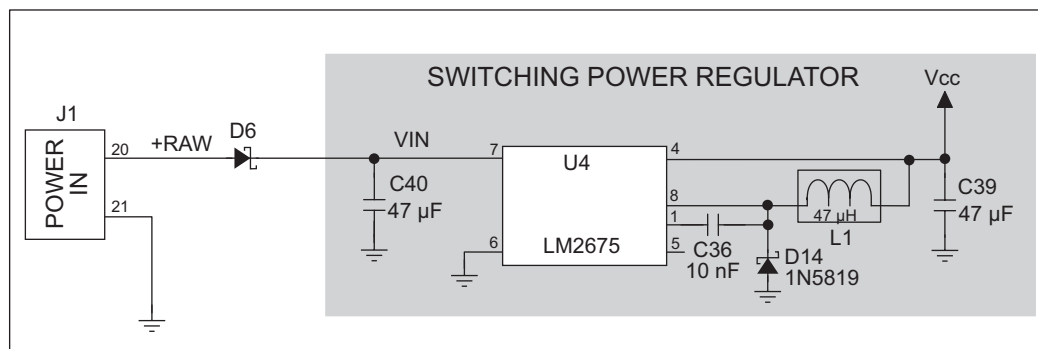 SWITCHING POWER REGULATOR
Vcc
J1
POWER
IN
20
+RAW
D6
VIN
7
U4
4
C40
47 µF
8
47 µH
L1
C39
47 µF
21
1
6
LM2675
5
C36
10 nF
D14
1N5819